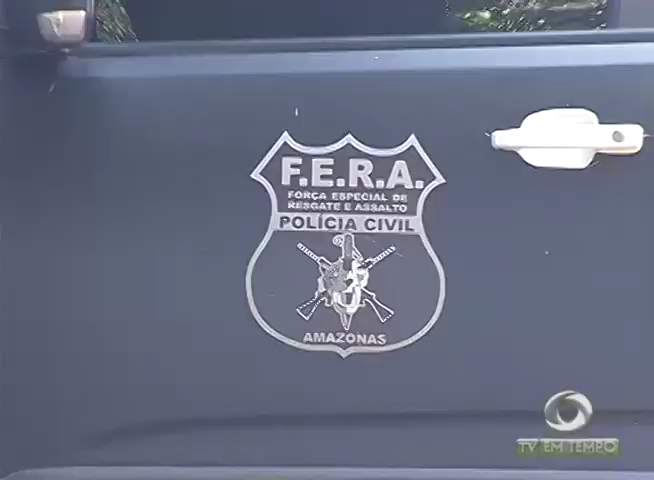 F.E.R.A.
FORÇA ESPECIAL DE
RESGATE E ASSALTO
POLÍCIA CIVIL
AMAZONAS
TV EM TEMPO